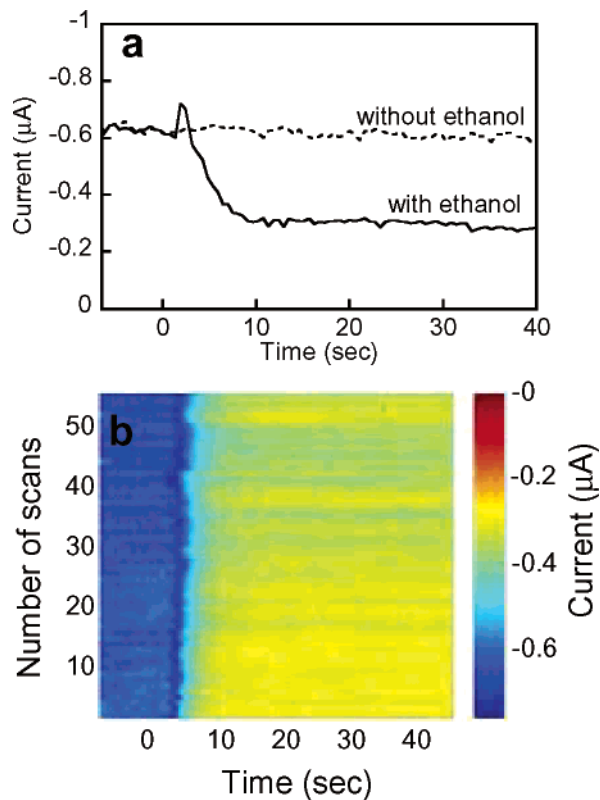 a
Current (µA)
-1
-0.8
-0.6
-0.4
-0.2
0
without ethanol
with ethanol
0 10 20 30 40
Time (sec)
b
Number of scans
50
40
30
20
10
0 10 20 30 40
Time (sec)
-0
-0.2
-0.4
-0.6
Current (µA)